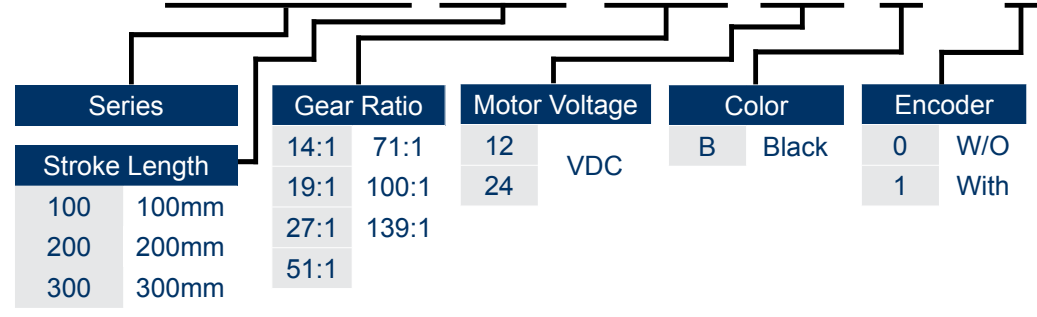 Series
Stroke Length
100 100mm
200 200mm
300 300mm
Gear Ratio
14:1 71:1
19:1 100:1
27:1 139:1
51:1
Motor Voltage
12
VDC
24
Color
B Black
Encoder
0 W/O
1 With